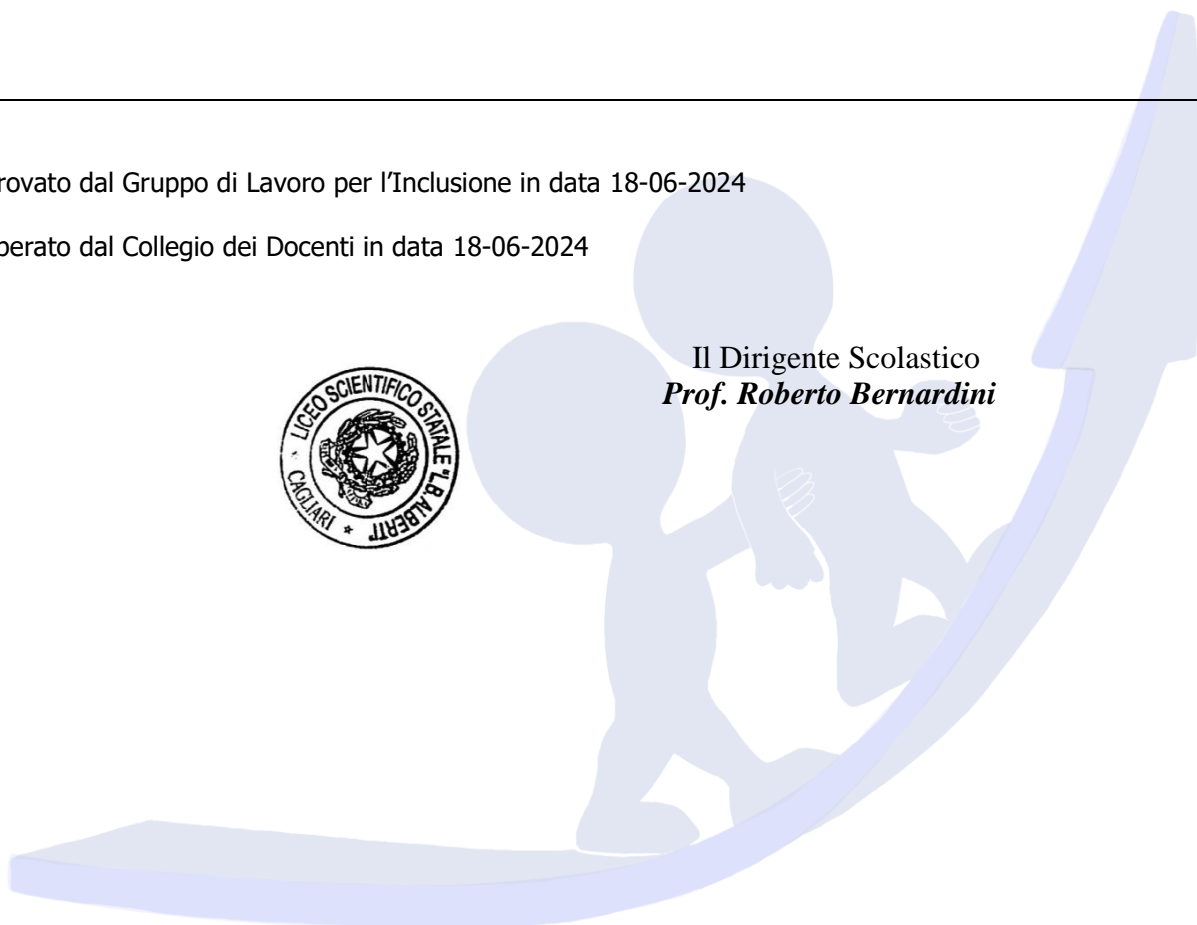 rovato dal Gruppo di Lavoro per l’Inclusione in data 18-06-2024
perato dal Collegio dei Docenti in data 18-06-2024
Il Dirigente Scolastico
Prof. Roberto Bernardini
LICEO SCIENTIFICO STATALE "L.B. ALBERTI"
* CAGLIARI *